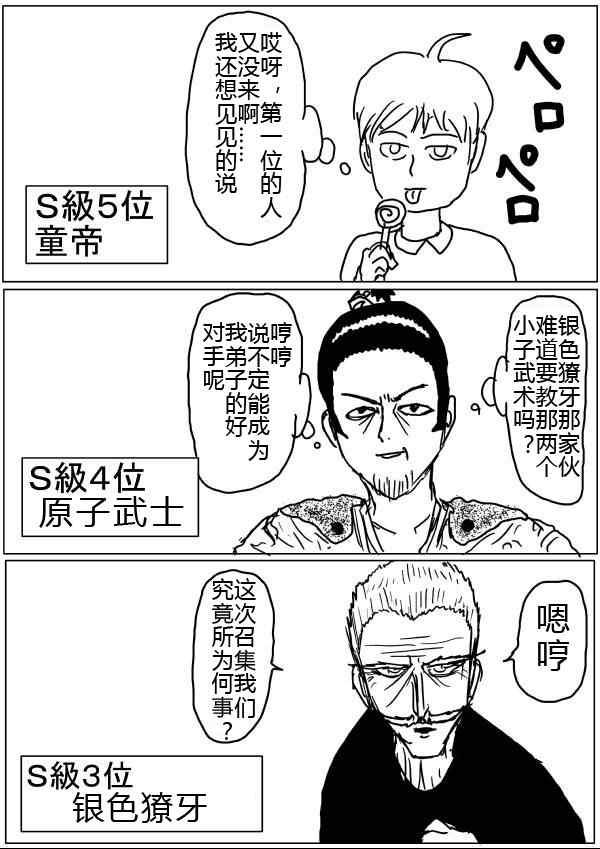 ペロペロ
哎呀，第一位的人
又没来啊……
我还想见见的说
S級5位
童帝
银色獠牙那家伙
难道要教那两个
小子武术吗？
哼哼
说不定能成为
我弟子的好
对手呢
S級4位
原子武士
嗯哼
这次召集我们
究竟所为何事？
S級3位
银色獠牙